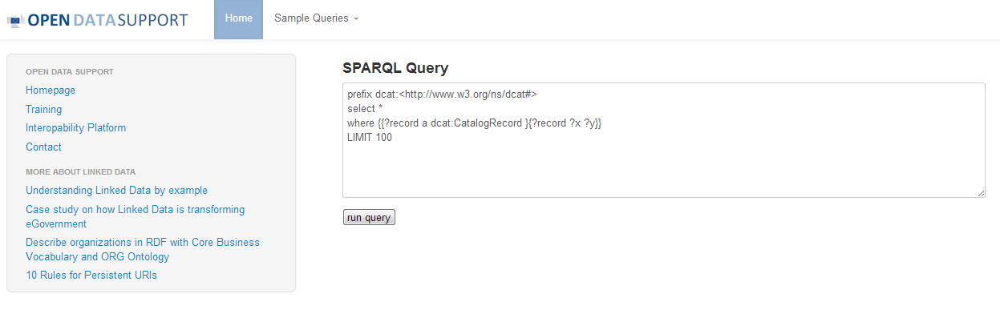 OPEN DATA SUPPORT
Home
Sample Queries
OPEN DATA SUPPORT
Homepage
Training
Interopability Platform
Contact
MORE ABOUT LINKED DATA
Understanding Linked Data by example
Case study on how Linked Data is transforming
eGovernment
Describe organizations in RDF with Core Business
Vocabulary and ORG Ontology
10 Rules for Persistent URIs
SPARQL Query
prefix dcat:<http://www.w3.org/ns/dcat#>
select *
where {{?record a dcat:CatalogRecord }{?record ?x ?y}}
LIMIT 100
run query